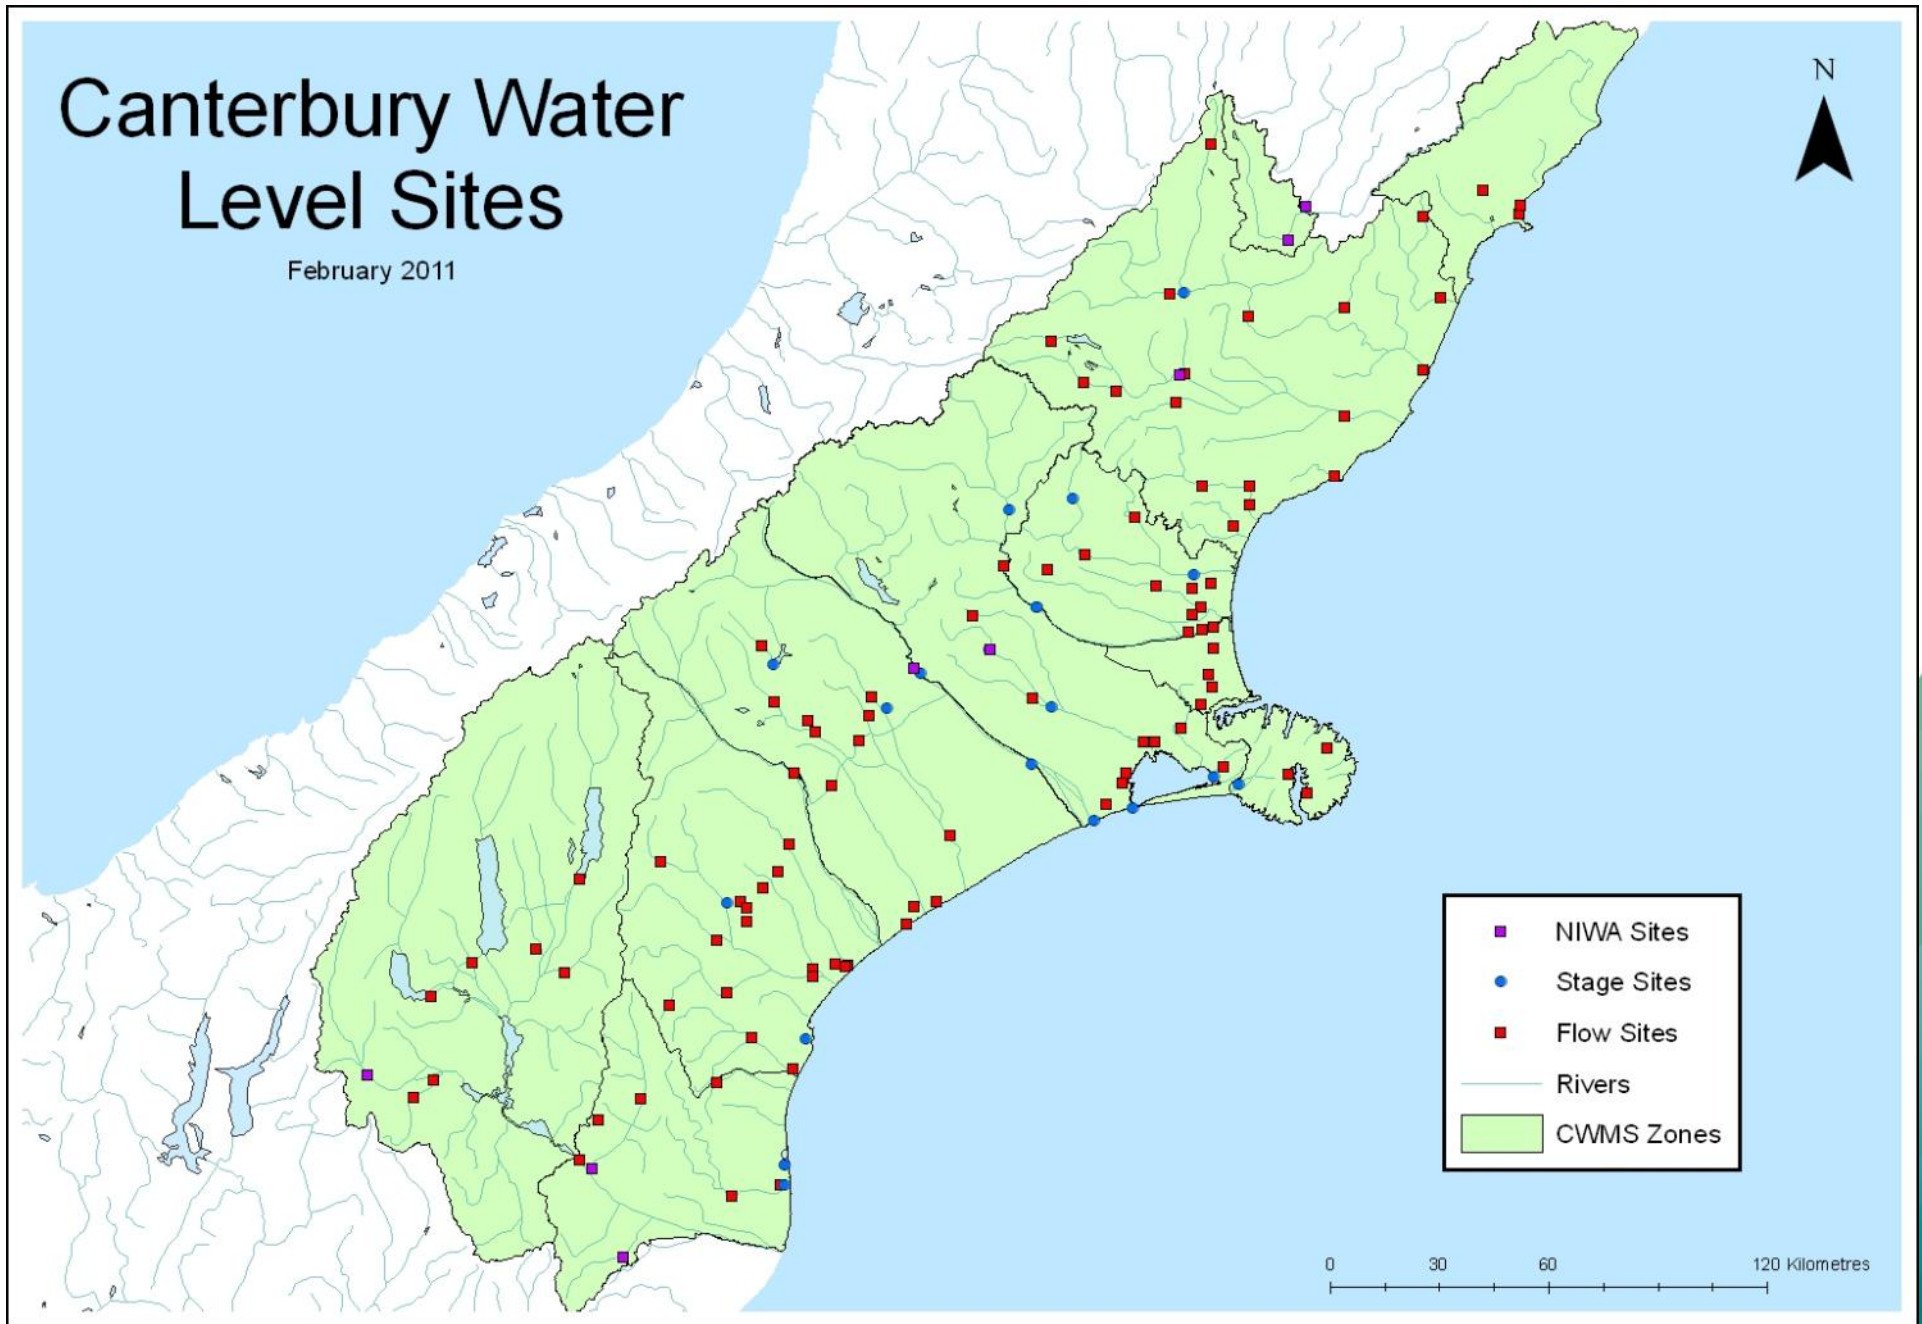 Canterbury Water
Level Sites
February 2011
N
NIWA Sites
Stage Sites
Flow Sites
Rivers
CWMS Zones
0 30 60 120 Kilometres